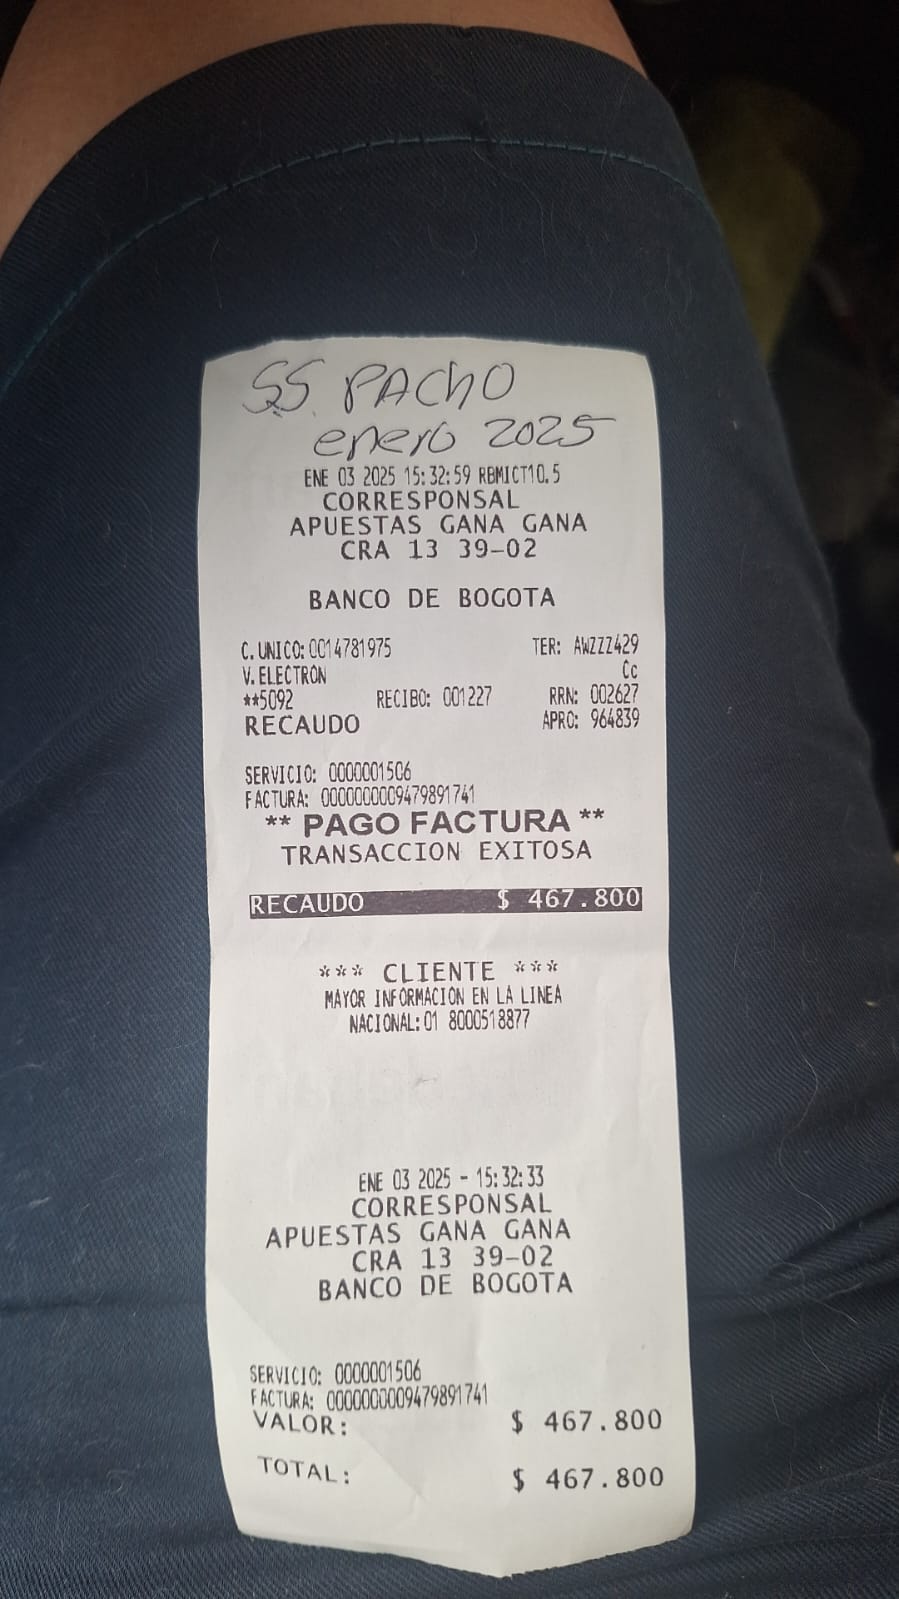 SS PACHO
enero 2025
ENE 03 2025 15:32:59 RBMICT10.5
CORRESPONSAL
APUESTAS GANA GANA
CRA 13 39-02
BANCO DE BOGOTA
C. UNICO: 0014781975 TER: AWZZZ429
V. ELECTRON Cc
**5092 RECIBO: 001227 RRN: 002627
RECAUDO APRO: 964839
SERVICIO: 0000001506
FACTURA: 0000000009479891741
** PAGO FACTURA **
TRANSACCION EXITOSA
RECAUDO $ 467.800
*** CLIENTE ***
MAYOR INFORMACION EN LA LINEA
NACIONAL: 01 8000518877
ENE 03 2025 - 15:32:33
CORRESPONSAL
APUESTAS GANA GANA
CRA 13 39-02
BANCO DE BOGOTA
SERVICIO: 0000001506
FACTURA: 0000000009479891741
VALOR: $ 467.800
TOTAL: $ 467.800